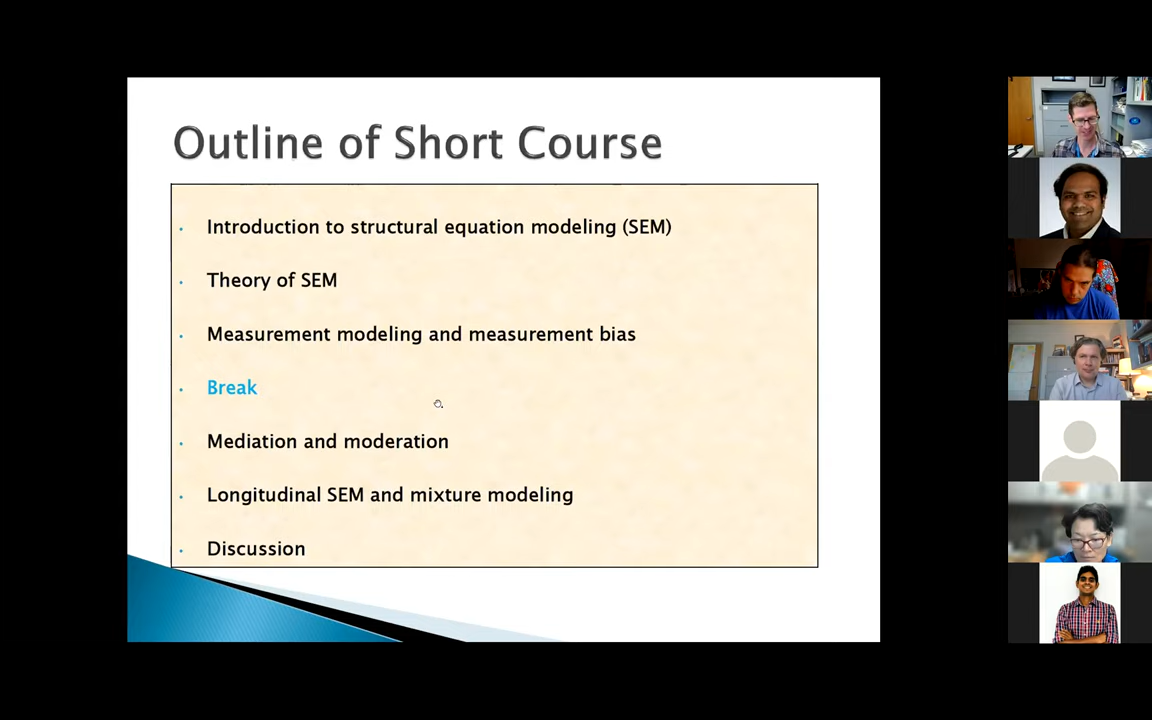 Outline of Short Course
Introduction to structural equation modeling (SEM)
Theory of SEM
Measurement modeling and measurement bias
Break
Mediation and moderation
Longitudinal SEM and mixture modeling
Discussion